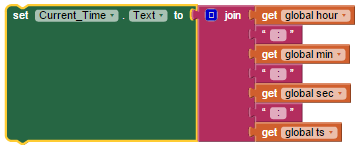 set Current_Time . Text to join get global hour
“ : ”
get global min
“ : ”
get global sec
“ : ”
get global ts